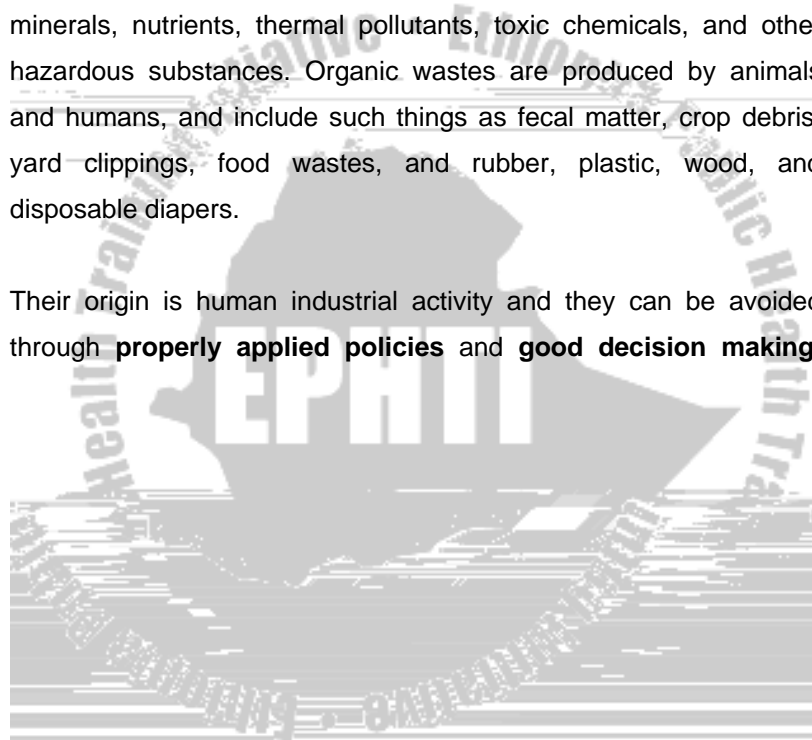 minerals, nutrients, thermal pollutants, toxic chemicals, and othe
hazardous substances. Organic wastes are produced by animals
and humans, and include such things as fecal matter, crop debris
yard clippings, food wastes, and rubber, plastic, wood, and
disposable diapers.
Their origin is human industrial activity and they can be avoided
through properly applied policies and good decision making
EPHTI